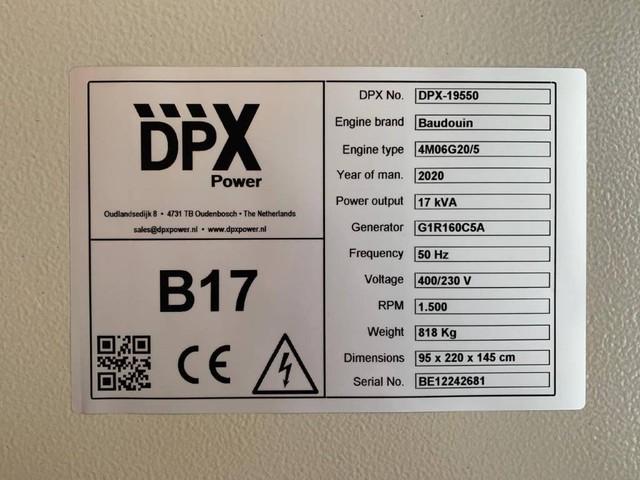 DPX
Power
Oudlandsedijk 8 • 4731 TB Oudenbosch • The Netherlands
sales@dpxpower.nl • www.dpxpower.nl
B17
CE
DPX No. DPX-19550
Engine brand Baudouin
Engine type 4M06G20/5
Year of man. 2020
Power output 17 kVA
Generator G1R160C5A
Frequency 50 Hz
Voltage 400/230 V
RPM 1.500
Weight 818 Kg
Dimensions 95 x 220 x 145 cm
Serial No. BE12242681